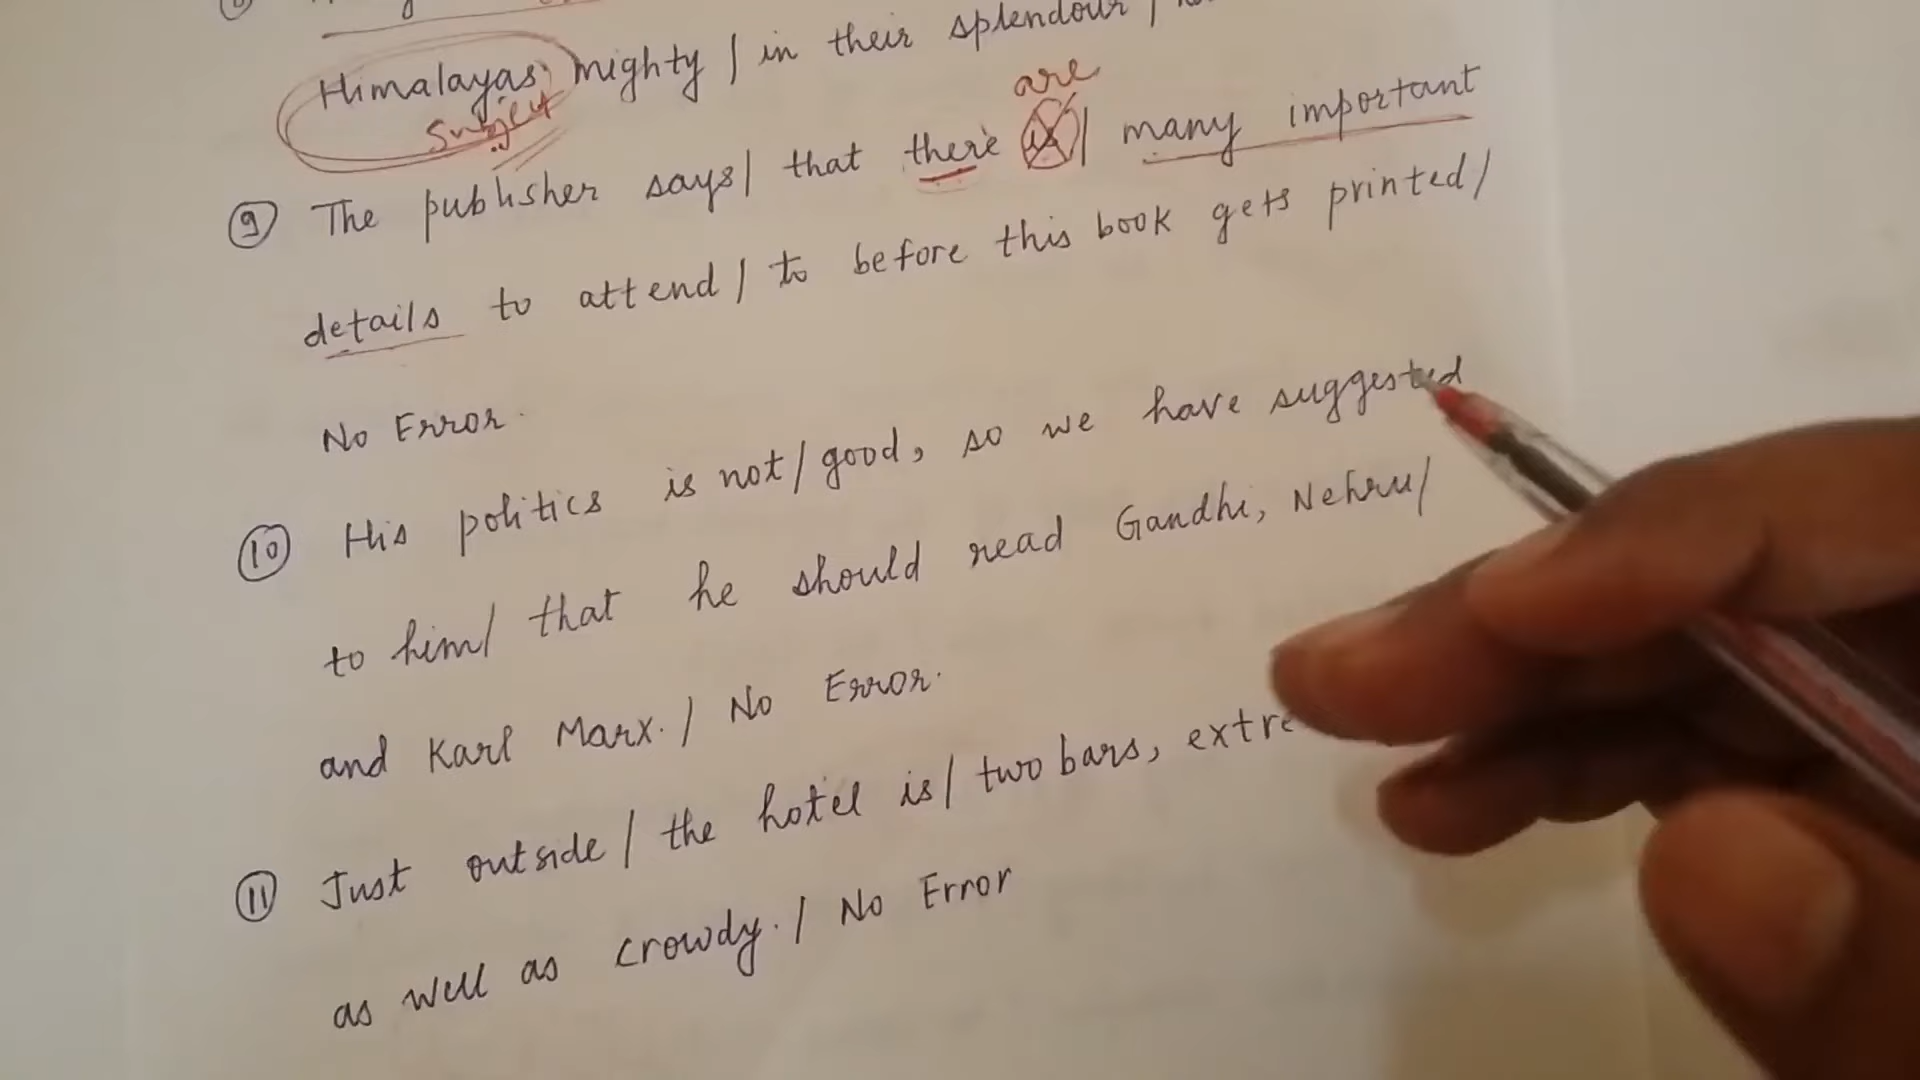 Himalayas mighty / in their splendour /
Subject
are
⑨ The publisher says / that there is / many important
details to attend / to before this book gets printed /
No Error.
⑩ His politics is not / good, so we have suggested
to him / that he should read Gandhi, Nehru /
and Karl Marx. / No Error.
⑪ Just outside / the hotel is / two bars,
as well as crowdy. / No Error